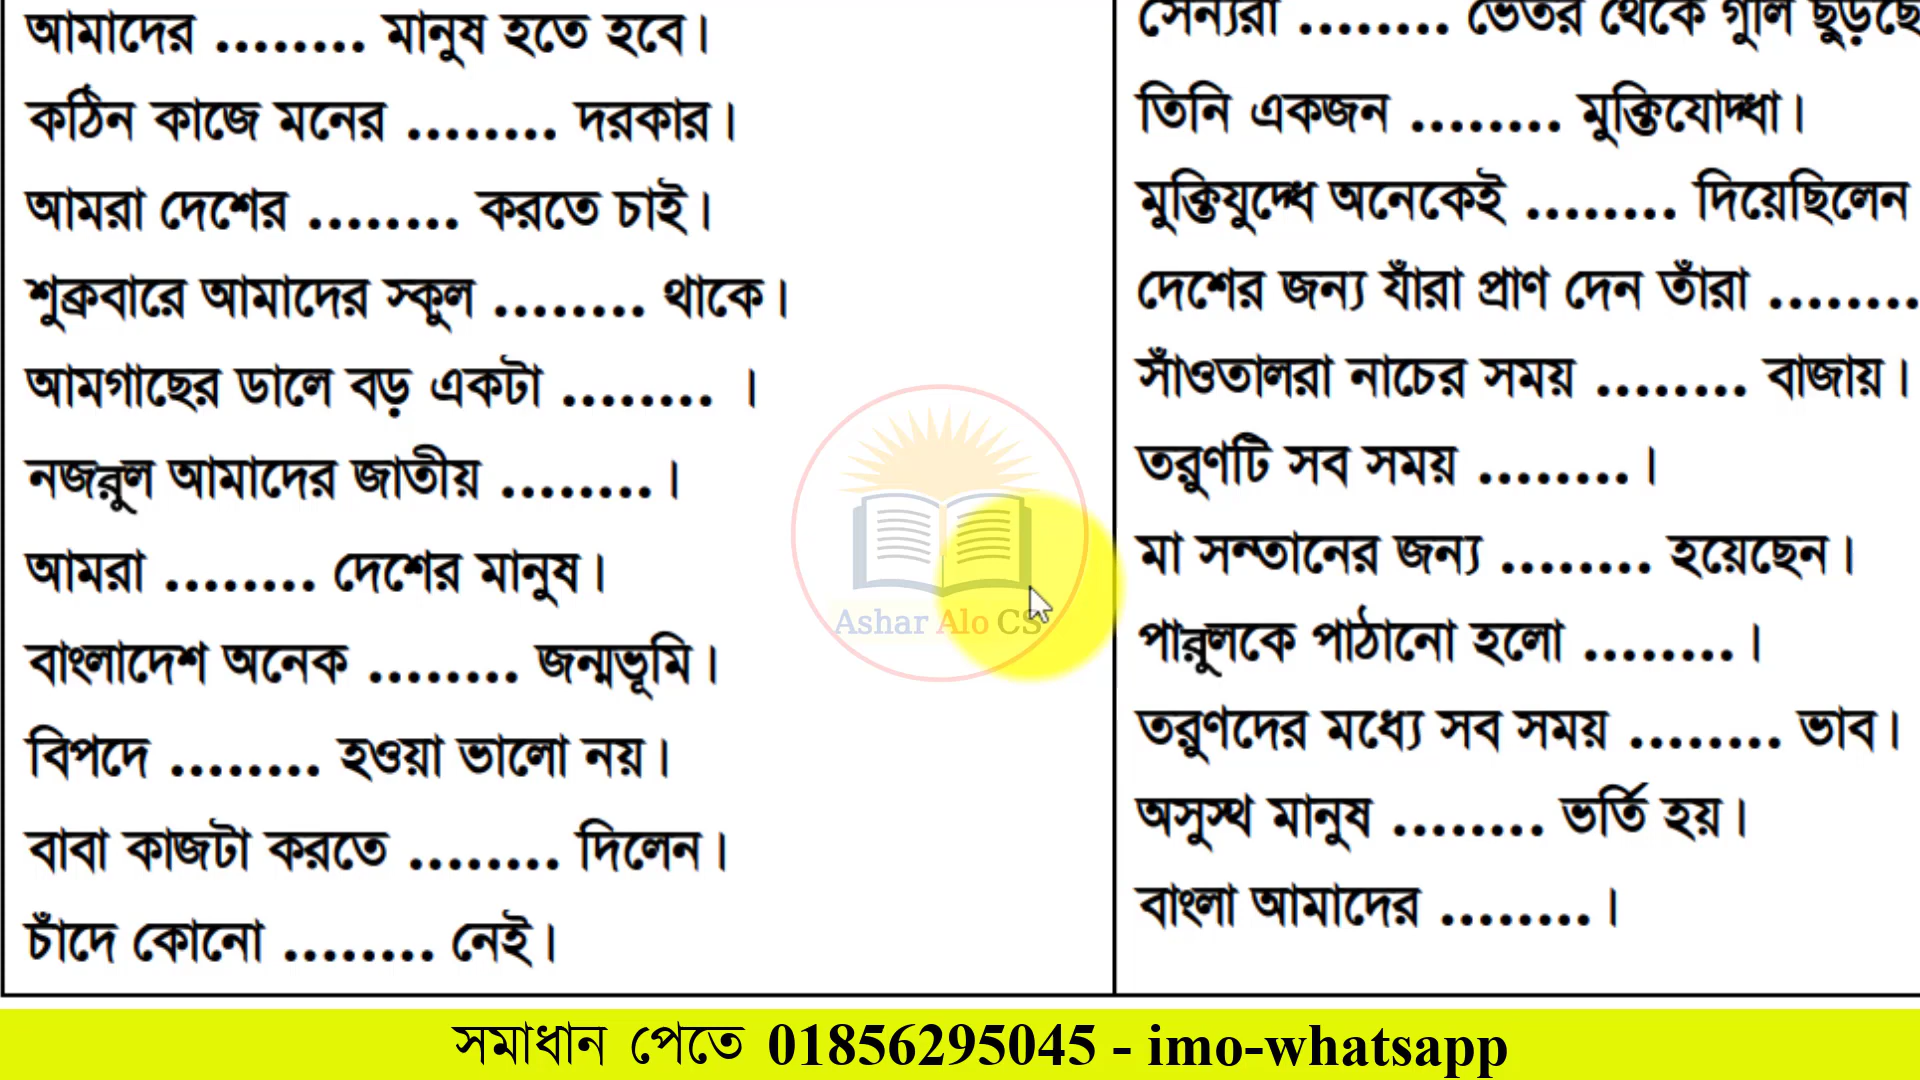 আমাদের ........ মানুষ হতে হবে।
কঠিন কাজে মনের ........ দরকার।
আমরা দেশের ........ করতে চাই।
শুক্রবারে আমাদের স্কুল ........ থাকে।
আমগাছের ডালে বড় একটা ........ ।
নজরুল আমাদের জাতীয় ........।
আমরা ........ দেশের মানুষ।
বাংলাদেশ অনেক ........ জন্মভূমি।
বিপদে ........ হওয়া ভালো নয়।
বাবা কাজটা করতে ........ দিলেন।
চাঁদে কোনো ........ নেই।
সৈন্যরা ........ ভেতর থেকে গুলি ছুড়ছে
তিনি একজন ........ মুক্তিযোদ্ধা।
মুক্তিযুদ্ধে অনেকেই ........ দিয়েছিলেন
দেশের জন্য যাঁরা প্রাণ দেন তাঁরা ........
সাঁওতালরা নাচের সময় ........ বাজায়।
তরুণটি সব সময় ........।
মা সন্তানের জন্য ........ হয়েছেন।
পারুলকে পাঠানো হলো ........।
তরুণদের মধ্যে সব সময় ........ ভাব।
অসুস্থ মানুষ ........ ভর্তি হয়।
বাংলা আমাদের ........।
Ashar Alo CS
সমাধান পেতে 01856295045 - imo-whatsapp